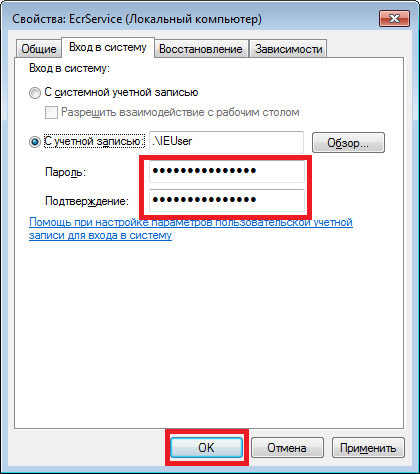 Свойства: EcrService (Локальный компьютер)
Общие Вход в систему Восстановление Зависимости
Вход в систему:
С системной учетной записью
Разрешить взаимодействие с рабочим столом
С учетной записью: .\IEUser Обзор...
Пароль: •••••••••••••••
Подтверждение: •••••••••••••••
Помощь при настройке параметров пользовательской учетной
записи для входа в систему
OK Отмена Применить